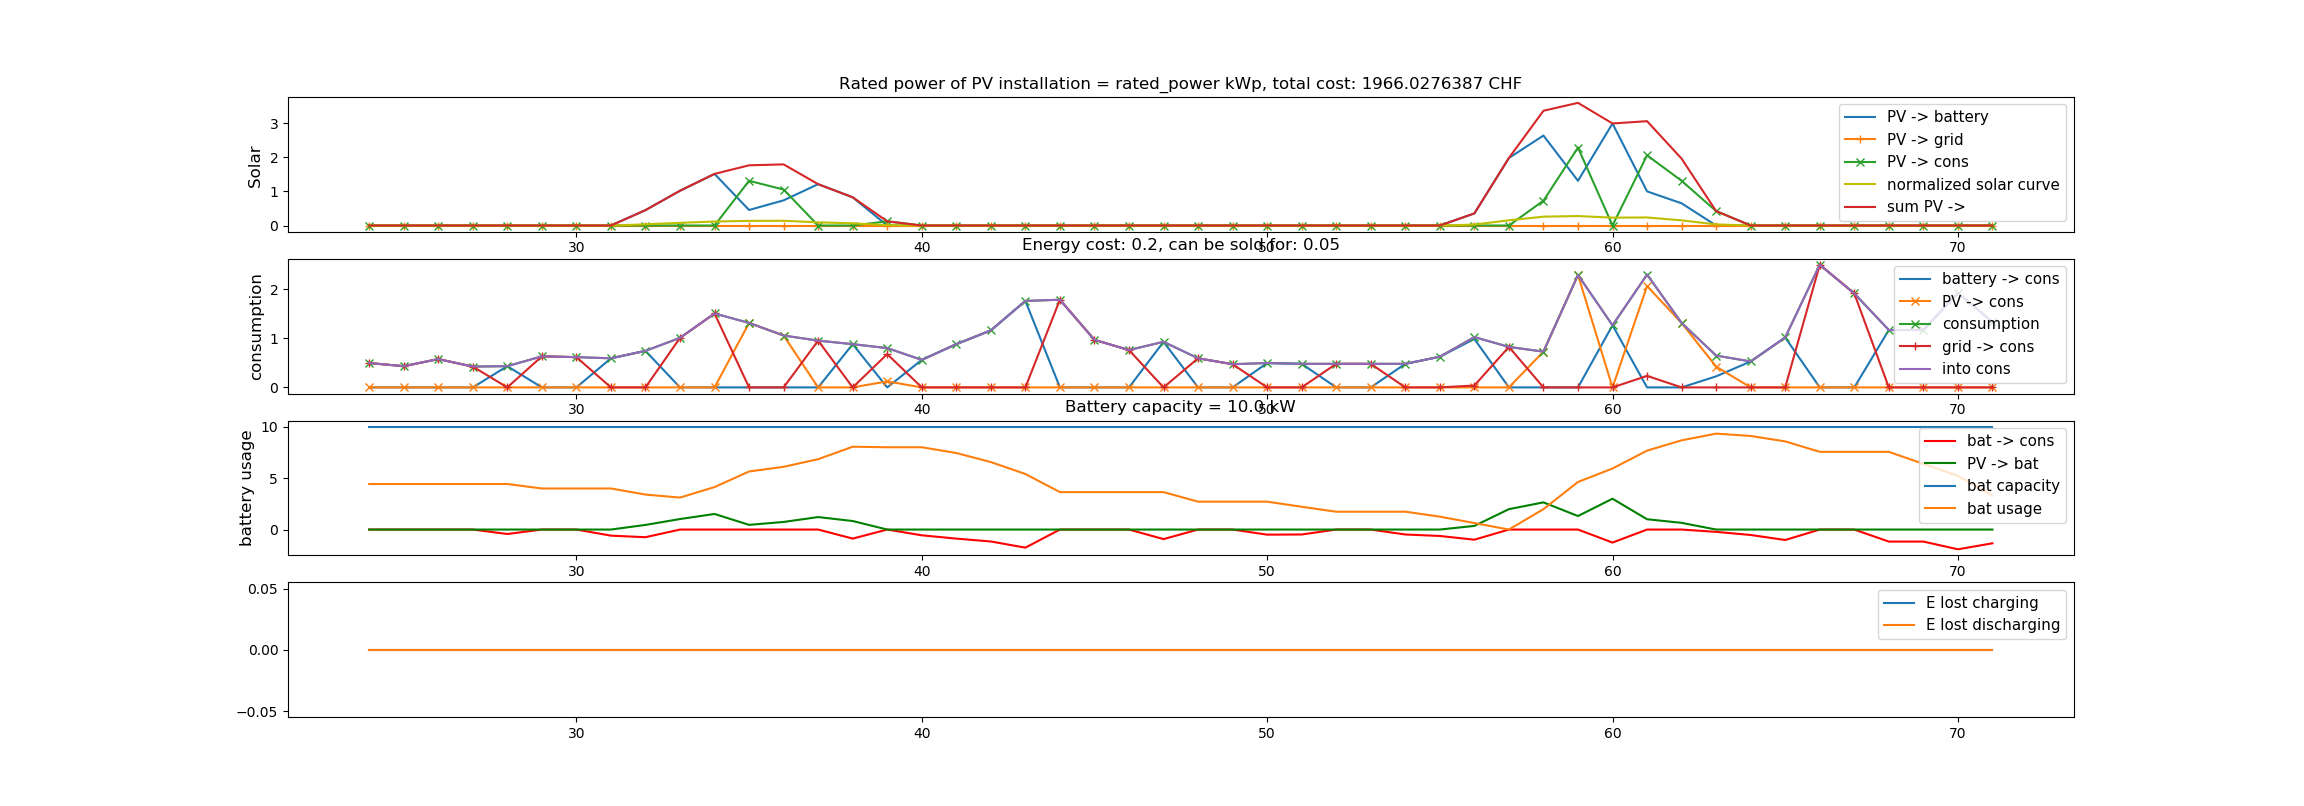 Rated power of PV installation = rated_power kWp, total cost: 1966.0276387 CHF
Solar
3
2
1
0
PV -> battery
PV -> grid
PV -> cons
normalized solar curve
sum PV ->
30
40
50
60
70
Energy cost: 0.2, can be sold for: 0.05
consumption
2
1
0
battery -> cons
PV -> cons
consumption
grid -> cons
into cons
30
40
50
60
70
Battery capacity = 10.0 kW
battery usage
10
5
0
bat -> cons
PV -> bat
bat capacity
bat usage
30
40
50
60
70
0.05
0.00
−0.05
E lost charging
E lost discharging
30
40
50
60
70